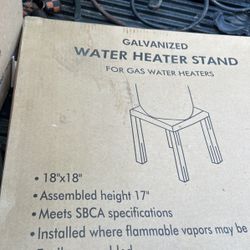 GALVANIZED
WATER HEATER STAND
FOR GAS WATER HEATERS
• 18"x18"
• Assembled height 17"
• Meets SBCA specifications
• Installed where flammable vapors may be